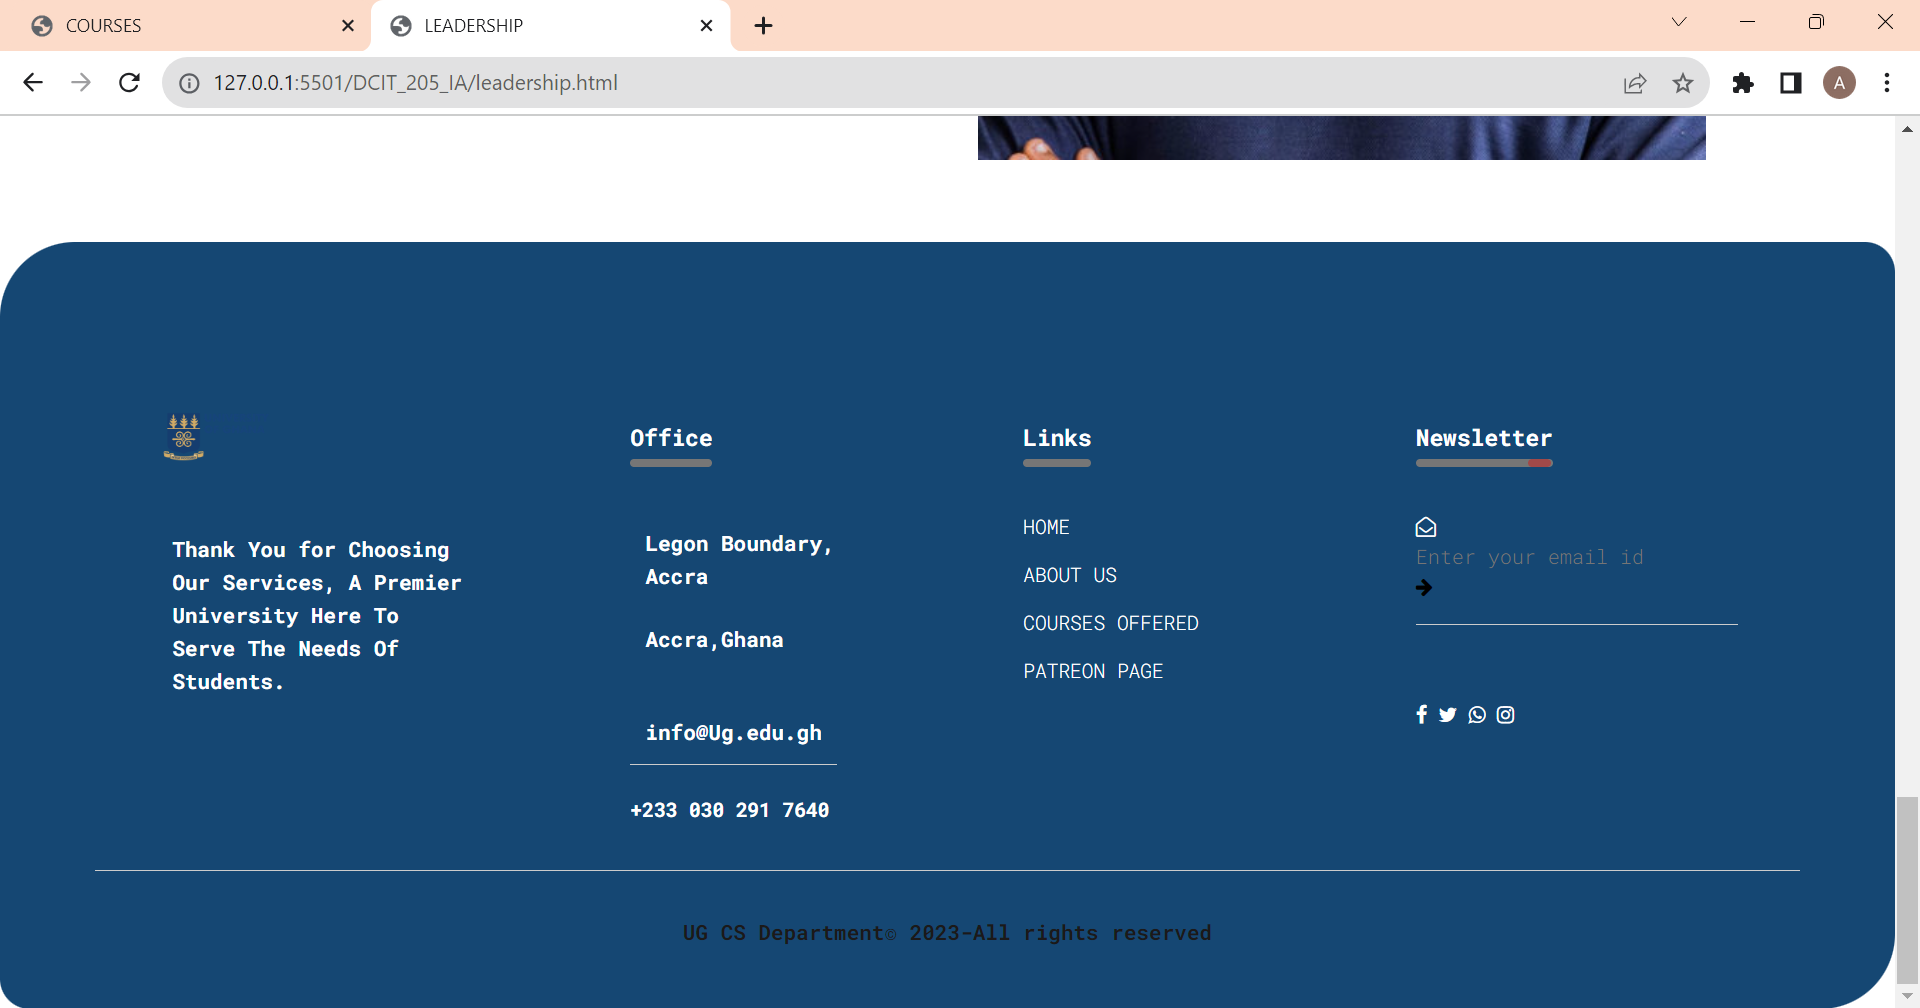 COURSES
LEADERSHIP
127.0.0.1:5501/DCIT_205_IA/leadership.html
A
Thank You for Choosing
Our Services, A Premier
University Here To
Serve The Needs Of
Students.
Office
Legon Boundary,
Accra
Accra,Ghana
info@Ug.edu.gh
+233 030 291 7640
Links
HOME
ABOUT US
COURSES OFFERED
PATREON PAGE
Newsletter
Enter your email id
UG CS Department© 2023-All rights reserved